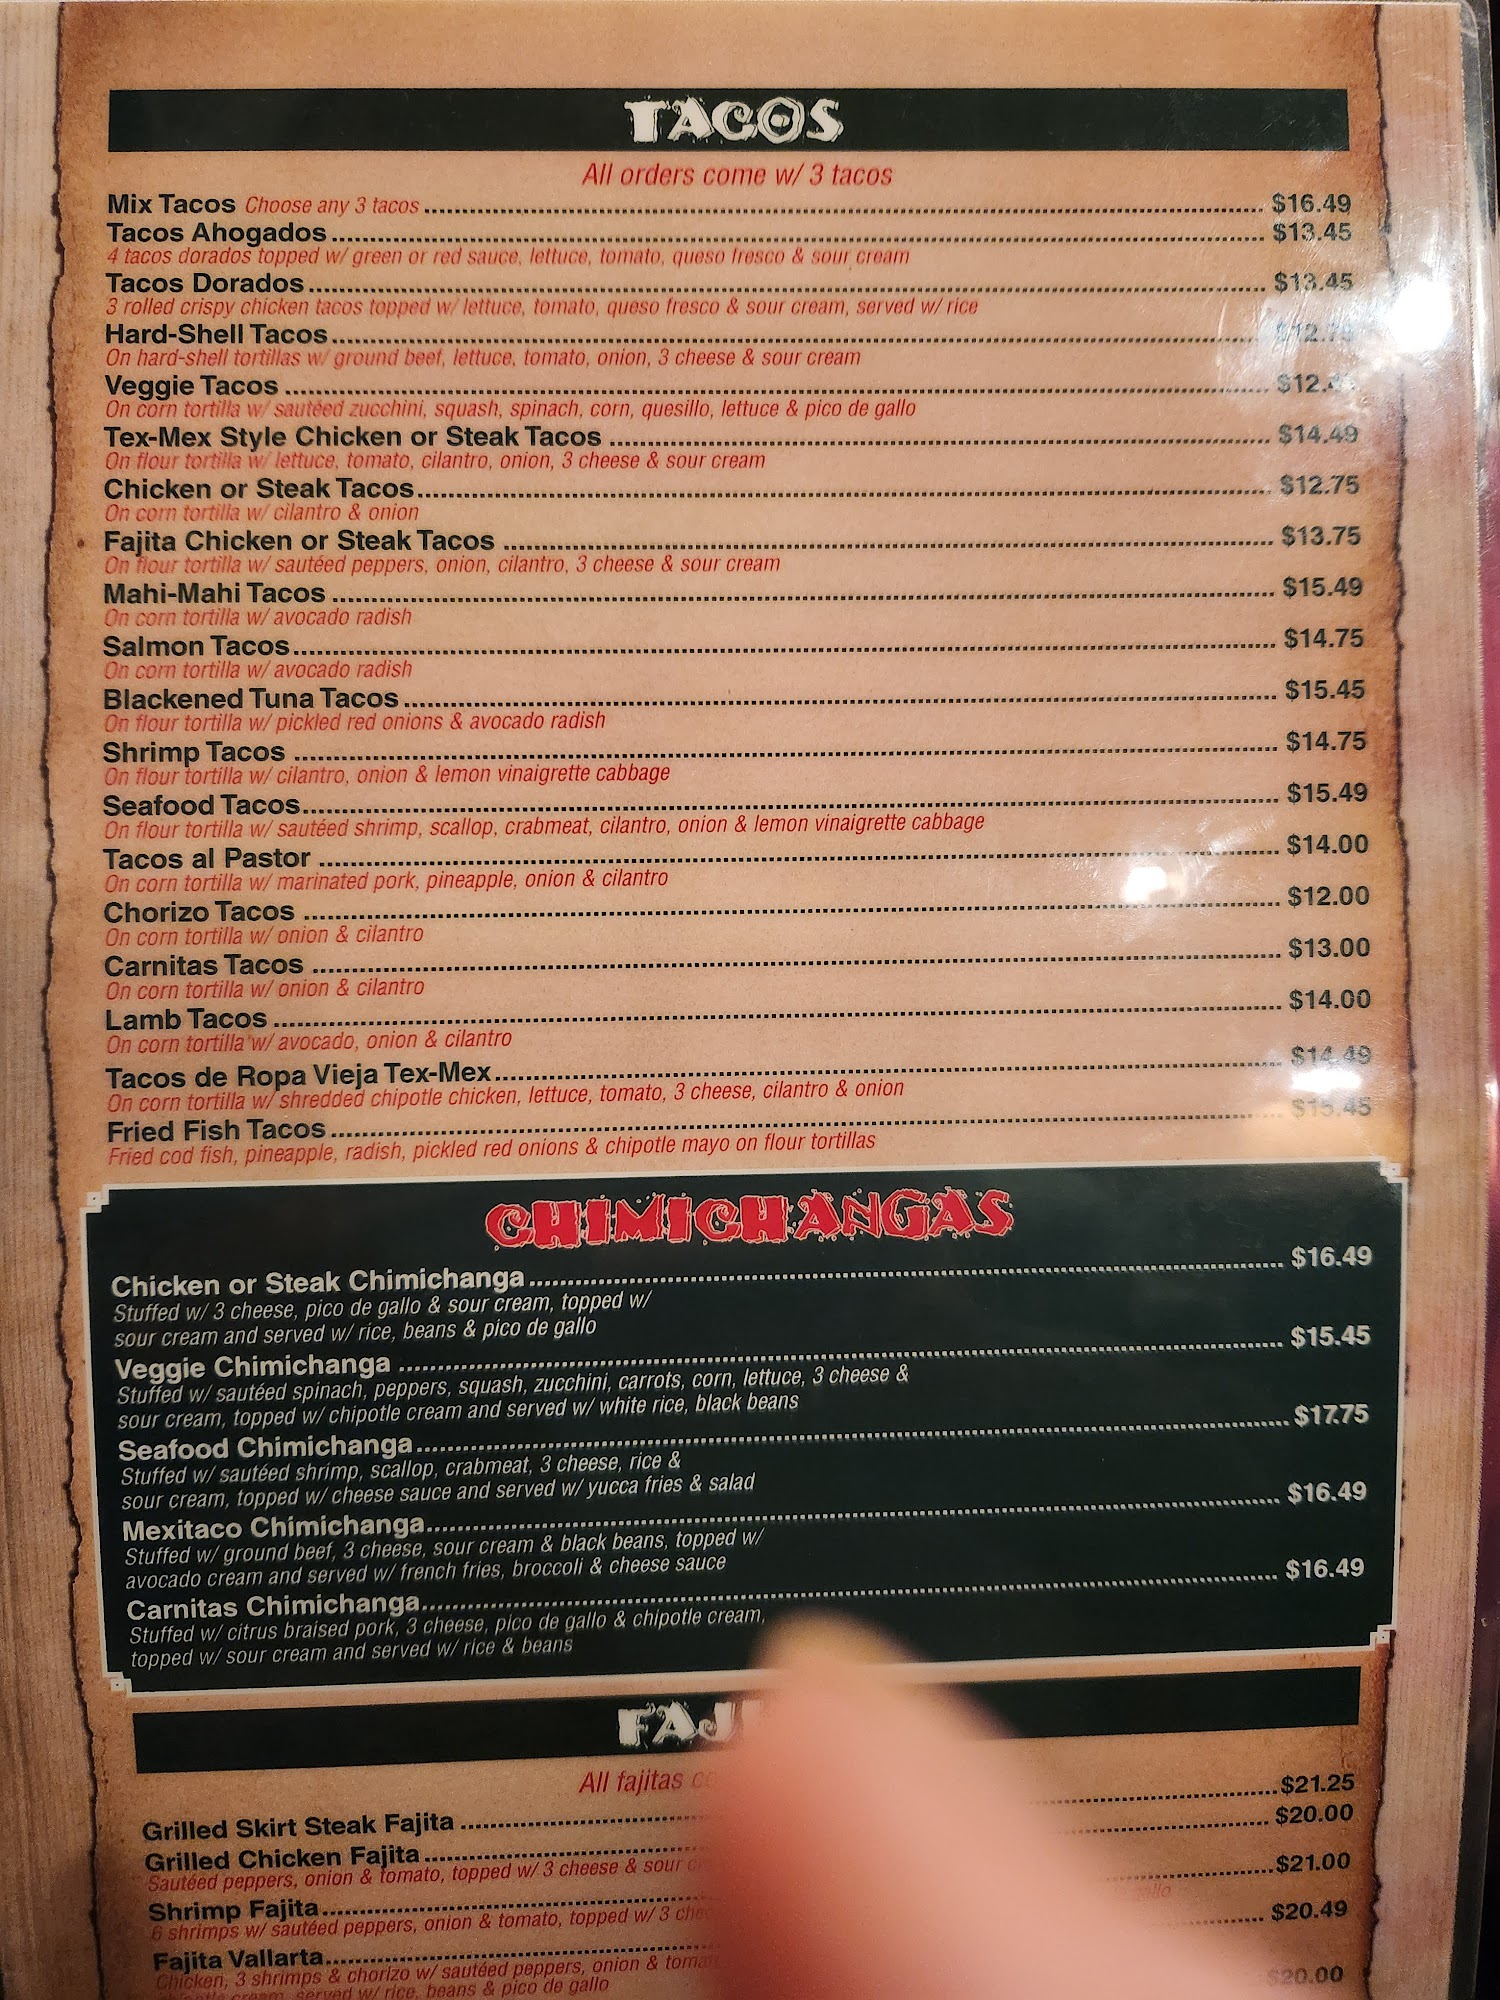 TACOS
All orders come w/ 3 tacos
Mix Tacos Choose any 3 tacos $16.49
Tacos Ahogados $13.45
4 tacos dorados topped w/ green or red sauce, lettuce, tomato, queso fresco & sour cream
Tacos Dorados $13.45
3 rolled crispy chicken tacos topped w/ lettuce, tomato, queso fresco & sour cream, served w/ rice
Hard-Shell Tacos
On hard-shell tortillas w/ ground beef, lettuce, tomato, onion, 3 cheese & sour cream
Veggie Tacos
On corn tortilla w/ sautéed zucchini, squash, spinach, corn, quesillo, lettuce & pico de gallo
Tex-Mex Style Chicken or Steak Tacos $14.49
On flour tortilla w/ lettuce, tomato, cilantro, onion, 3 cheese & sour cream
Chicken or Steak Tacos $12.75
On corn tortilla w/ cilantro & onion
Fajita Chicken or Steak Tacos $13.75
On flour tortilla w/ sautéed peppers, onion, cilantro, 3 cheese & sour cream
Mahi-Mahi Tacos $15.49
On corn tortilla w/ avocado radish
Salmon Tacos $14.75
On corn tortilla w/ avocado radish
Blackened Tuna Tacos $15.45
On flour tortilla w/ pickled red onions & avocado radish
Shrimp Tacos $14.75
On flour tortilla w/ cilantro, onion & lemon vinaigrette cabbage
Seafood Tacos $15.49
On flour tortilla w/ sautéed shrimp, scallop, crabmeat, cilantro, onion & lemon vinaigrette cabbage
Tacos al Pastor $14.00
On corn tortilla w/ marinated pork, pineapple, onion & cilantro
Chorizo Tacos $12.00
On corn tortilla w/ onion & cilantro
Carnitas Tacos $13.00
On corn tortilla w/ onion & cilantro
Lamb Tacos $14.00
On corn tortilla w/ avocado, onion & cilantro
Tacos de Ropa Vieja Tex-Mex $14.49
On corn tortilla w/ shredded chipotle chicken, lettuce, tomato, 3 cheese, cilantro & onion
Fried Fish Tacos $15.45
Fried cod fish, pineapple, radish, pickled red onions & chipotle mayo on flour tortillas
CHIMICHANGAS
Chicken or Steak Chimichanga $16.49
Stuffed w/ 3 cheese, pico de gallo & sour cream, topped w/
sour cream and served w/ rice, beans & pico de gallo
Veggie Chimichanga $15.45
Stuffed w/ sautéed spinach, peppers, squash, zucchini, carrots, corn, lettuce, 3 cheese &
sour cream, topped w/ chipotle cream and served w/ white rice, black beans
Seafood Chimichanga $17.75
Stuffed w/ sautéed shrimp, scallop, crabmeat, 3 cheese, rice &
sour cream, topped w/ cheese sauce and served w/ yucca fries & salad
Mexitaco Chimichanga $16.49
Stuffed w/ ground beef, 3 cheese, sour cream & black beans, topped w/
avocado cream and served w/ french fries, broccoli & cheese sauce
Carnitas Chimichanga $16.49
Stuffed w/ citrus braised pork, 3 cheese, pico de gallo & chipotle cream,
topped w/ sour cream and served w/ rice & beans
All fajitas
Grilled Skirt Steak Fajita $21.25
Grilled Chicken Fajita $20.00
Sautéed peppers, onion & tomato, topped w/ 3 cheese & sour
Shrimp Fajita $21.00
6 shrimps w/ sautéed peppers, onion & tomato, topped w/ 3
Fajita Vallarta $20.49
Chicken, 3 shrimps & chorizo w/ sautéed peppers, onion &
cream, served w/ rice, beans & pico de gallo
$20.00